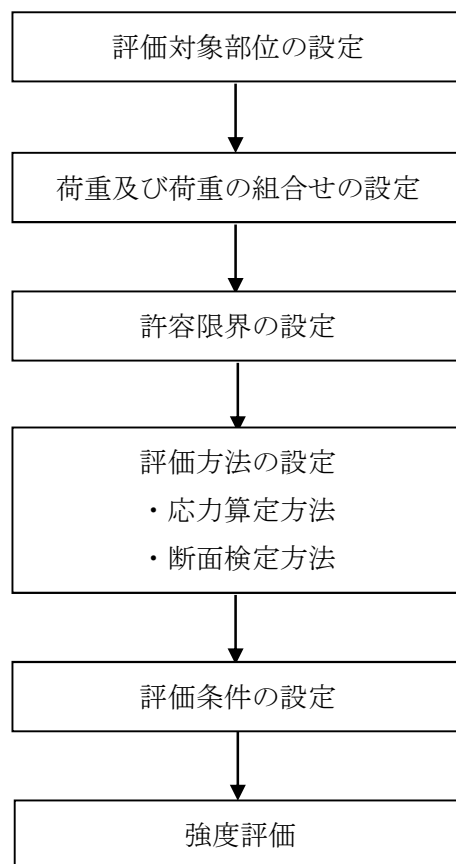 評価対象部位の設定
荷重及び荷重の組合せの設定
許容限界の設定
評価方法の設定
・応力算定方法
・断面検定方法
評価条件の設定
強度評価